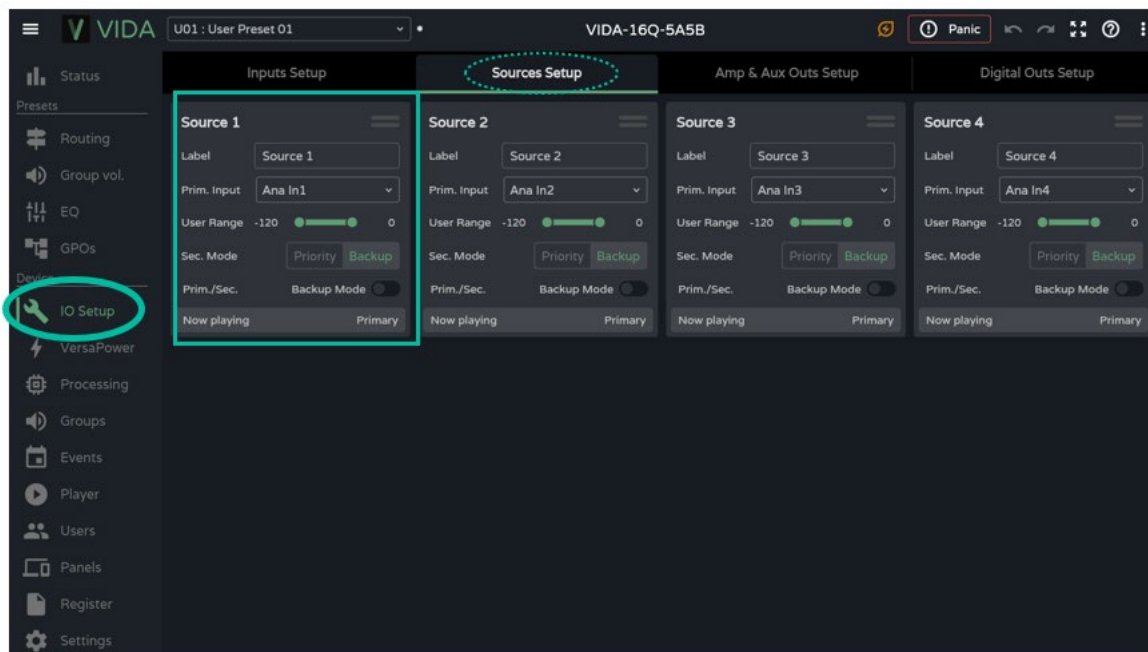 VIDA U01 : User Preset 01 VIDA-16Q-5A5B Panic
Status
Presets
Routing
Group vol.
EQ
GPOs
Device
IO Setup
VersaPower
Processing
Groups
Events
Player
Users
Panels
Register
Settings
Inputs Setup Sources Setup Amp & Aux Outs Setup Digital Outs Setup
Source 1
Label Source 1
Prim. Input Ana In1
User Range -120 0
Sec. Mode Priority Backup
Prim./Sec. Backup Mode
Now playing Primary
Source 2
Label Source 2
Prim. Input Ana In2
User Range -120 0
Sec. Mode Priority Backup
Prim./Sec. Backup Mode
Now playing Primary
Source 3
Label Source 3
Prim. Input Ana In3
User Range -120 0
Sec. Mode Priority Backup
Prim./Sec. Backup Mode
Now playing Primary
Source 4
Label Source 4
Prim. Input Ana In4
User Range -120 0
Sec. Mode Priority Backup
Prim./Sec. Backup Mode
Now playing Primary